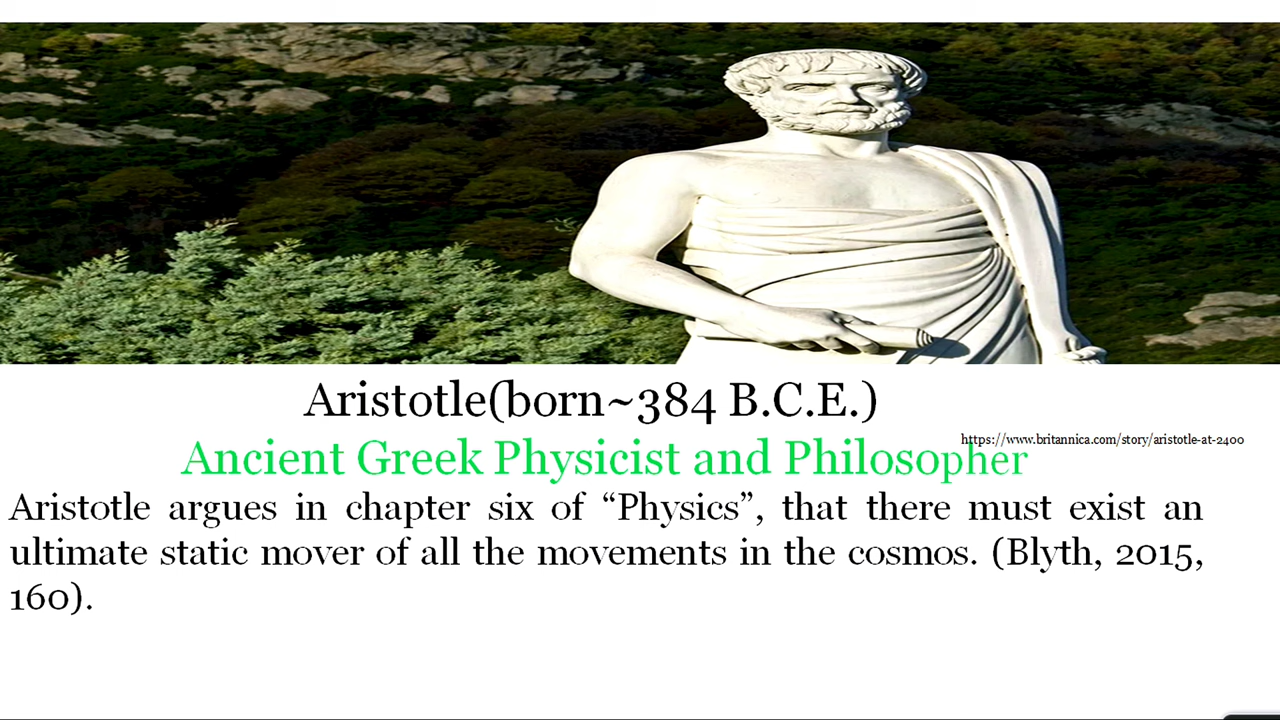 Aristotle(born~384 B.C.E.)
https://www.britannica.com/story/aristotle-at-2400
Ancient Greek Physicist and Philosopher
Aristotle argues in chapter six of “Physics”, that there must exist an
ultimate static mover of all the movements in the cosmos. (Blyth, 2015,
160).